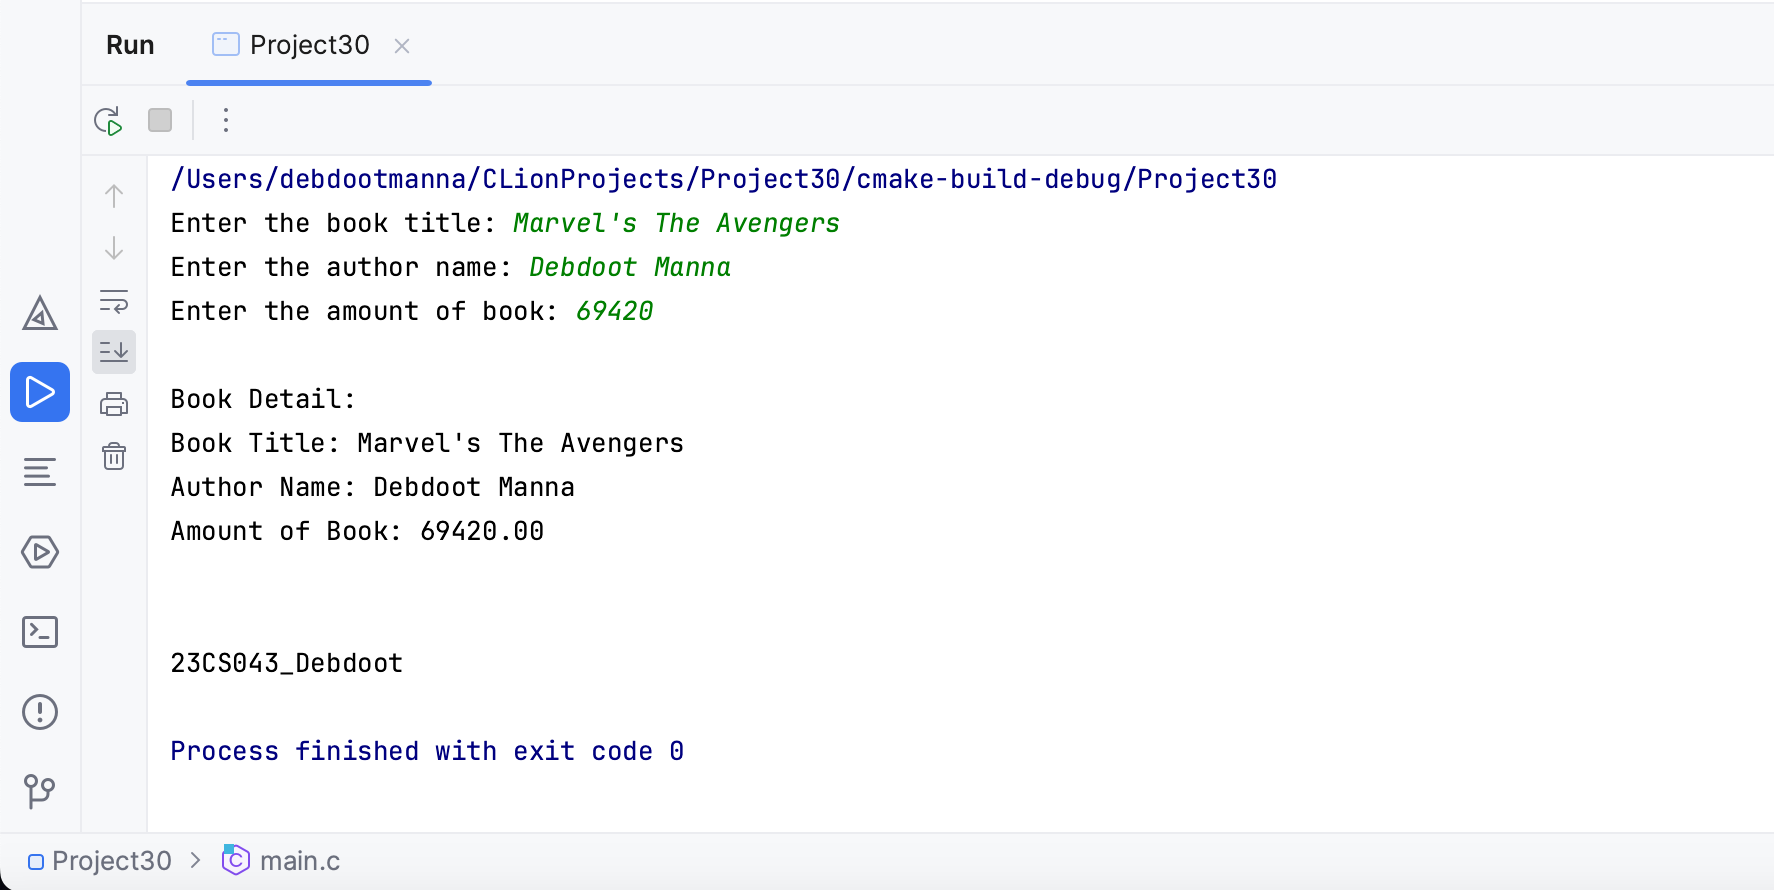 Run Project30
/Users/debdootmanna/CLionProjects/Project30/cmake-build-debug/Project30
Enter the book title: Marvel's The Avengers
Enter the author name: Debdoot Manna
Enter the amount of book: 69420
Book Detail:
Book Title: Marvel's The Avengers
Author Name: Debdoot Manna
Amount of Book: 69420.00
23CS043_Debdoot
Process finished with exit code 0
Project30 > main.c